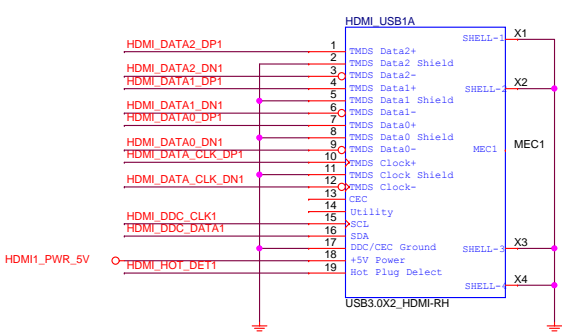 HDMI_USB1A
HDMI_DATA2_DP1 1 TMDS Data2+ SHELL-1 X1
2 TMDS Data2 Shield
HDMI_DATA2_DN1 3 TMDS Data2-
HDMI_DATA1_DP1 4 TMDS Data1+ SHELL-2 X2
5 TMDS Data1 Shield
HDMI_DATA1_DN1 6 TMDS Data1-
HDMI_DATA0_DP1 7 TMDS Data0+
8 TMDS Data0 Shield
HDMI_DATA0_DN1 9 TMDS Data0- MEC1 MEC1
HDMI_DATA_CLK_DP1 10 TMDS Clock+
11 TMDS Clock Shield
HDMI_DATA_CLK_DN1 12 TMDS Clock-
13 CEC
14 Utility
HDMI_DDC_CLK1 15 SCL
HDMI_DDC_DATA1 16 SDA
17 DDC/CEC Ground SHELL-3 X3
HDMI1_PWR_5V 18 +5V Power
HDMI_HOT_DET1 19 Hot Plug Delect
SHELL-4 X4
USB3.0X2_HDMI-RH